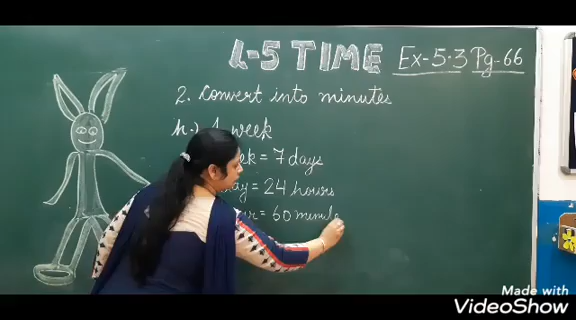 L-5 TIME Ex-5.3 Pg-66
2. Convert into minutes
h.) 1 week
= 7 days
= 24 hours
= 60
Made with
VideoShow